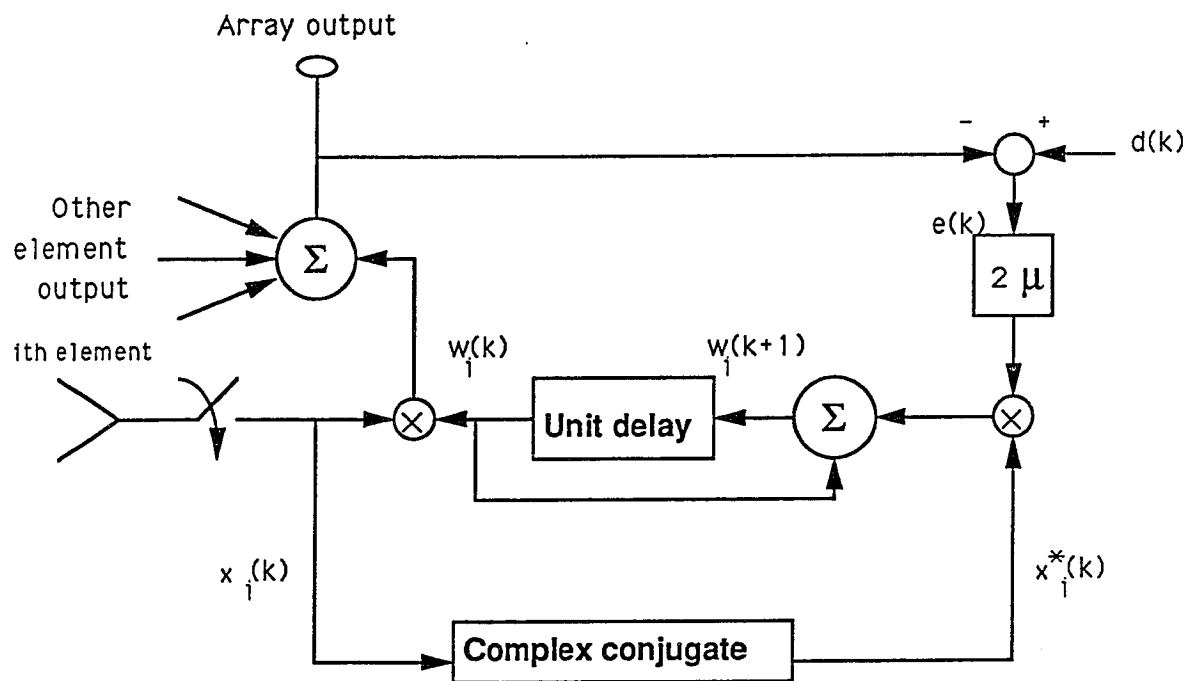 Array output
- +
d(k)
Other
element
output
Σ
e(k)
2 μ
ith element
w_i(k)
w_i(k+1)
×
Unit delay
Σ
×
x_i(k)
x*_i(k)
Complex conjugate